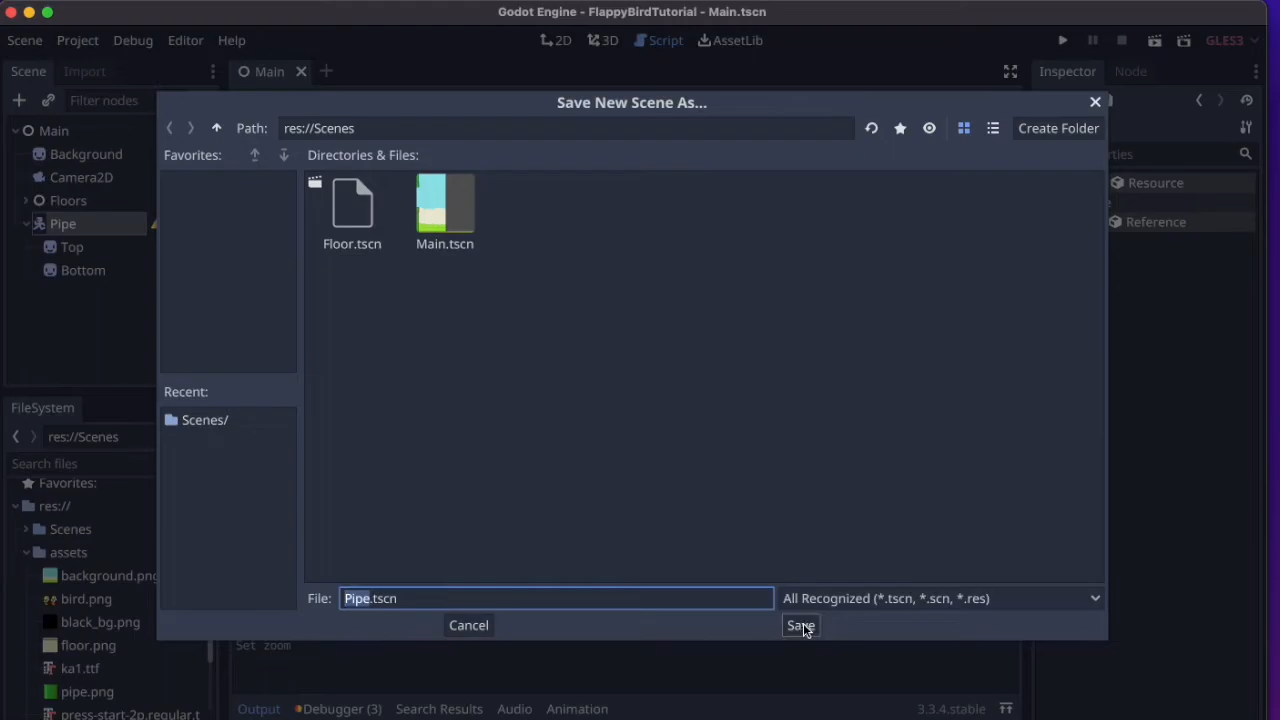 Godot Engine - FlappyBirdTutorial - Main.tscn
Scene Project Debug Editor Help
2D 3D Script AssetLib
GLES3
Scene Import
Main
Inspector Node
Filter nodes
Save New Scene As...
Path: res://Scenes
Create Folder
Main
Background
Camera2D
Floors
Pipe
Top
Bottom
Favorites:
Directories & Files:
Floor.tscn
Main.tscn
Resource
Reference
Recent:
Scenes/
FileSystem
res://Scenes
Search files
Favorites:
res://
Scenes
assets
background.png
bird.png
black_bg.png
floor.png
ka1.ttf
pipe.png
press-start-2p.regular.t
File: Pipe.tscn
All Recognized (*.tscn, *.scn, *.res)
Cancel
Save
Set zoom
Output Debugger (3) Search Results Audio Animation
3.3.4.stable